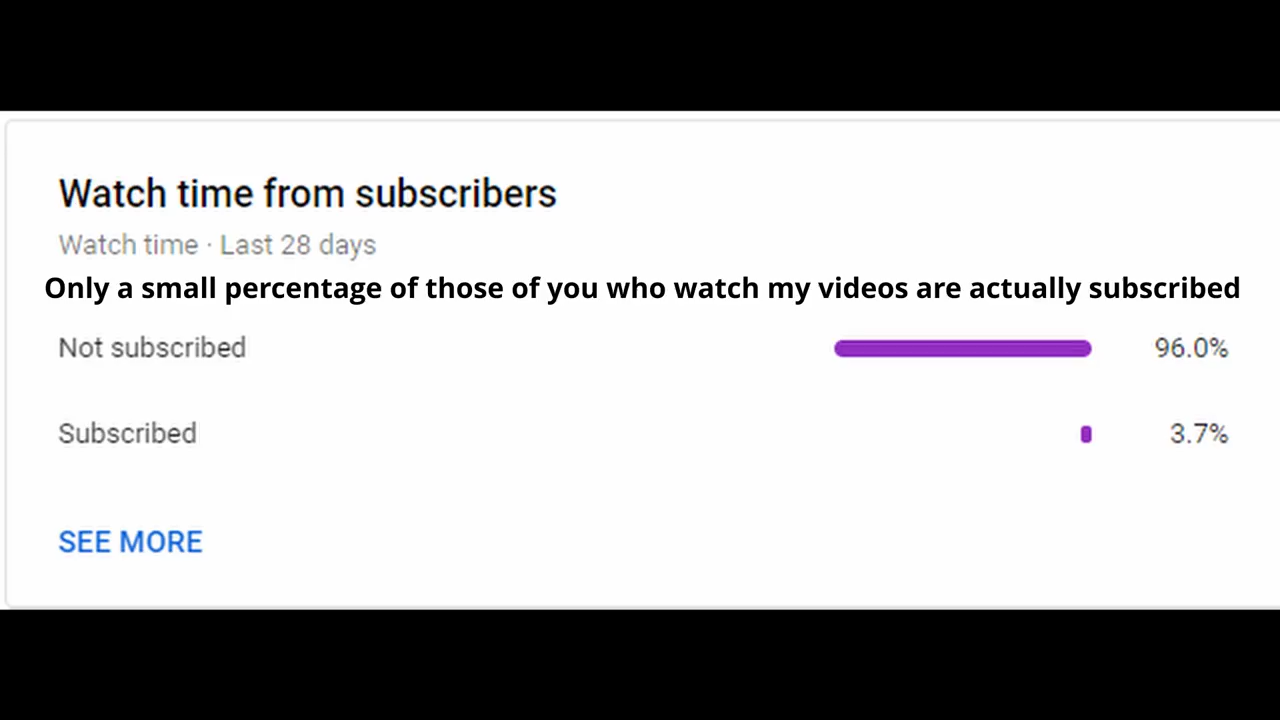 Watch time from subscribers
Watch time · Last 28 days
Only a small percentage of those of you who watch my videos are actually subscribed
Not subscribed 96.0%
Subscribed 3.7%
SEE MORE